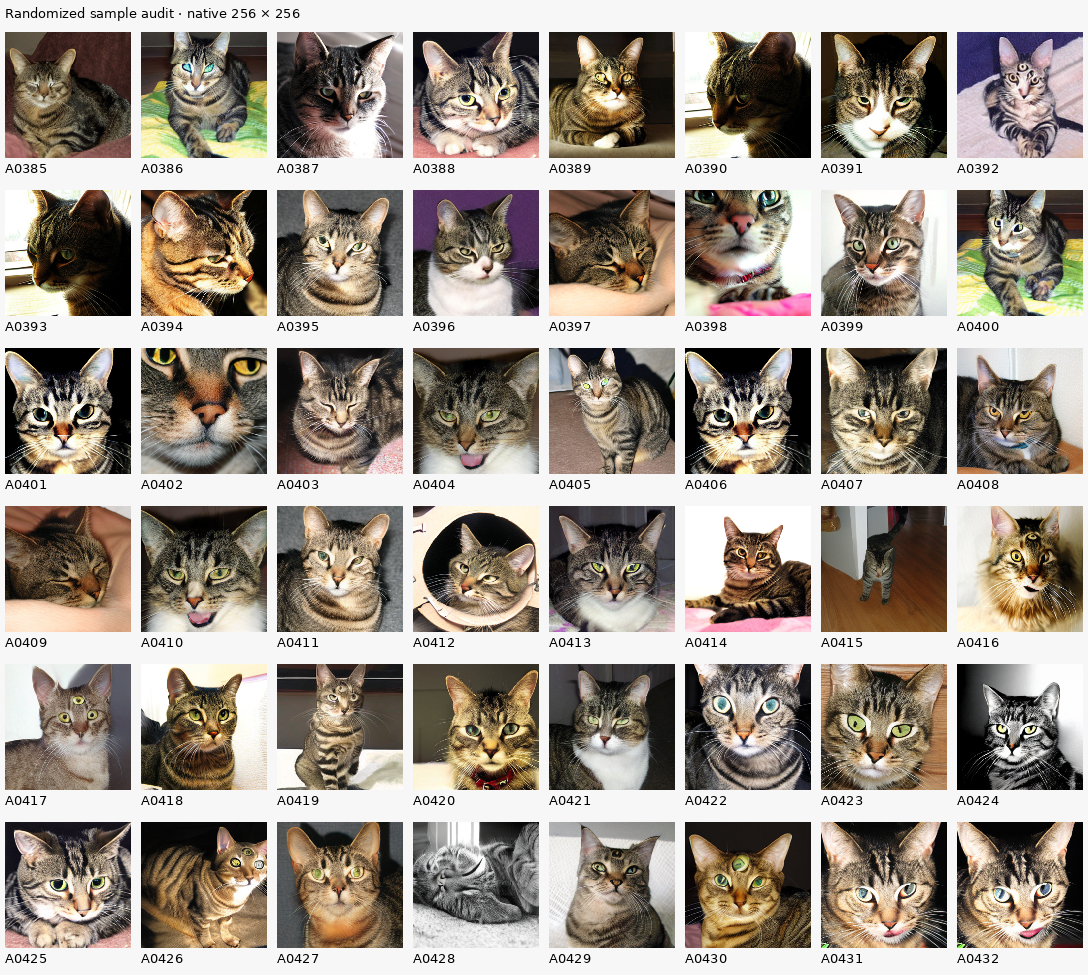 Randomized sample audit · native 256 × 256
A0385 A0386 A0387 A0388 A0389 A0390 A0391 A0392
A0393 A0394 A0395 A0396 A0397 A0398 A0399 A0400
A0401 A0402 A0403 A0404 A0405 A0406 A0407 A0408
A0409 A0410 A0411 A0412 A0413 A0414 A0415 A0416
A0417 A0418 A0419 A0420 A0421 A0422 A0423 A0424
A0425 A0426 A0427 A0428 A0429 A0430 A0431 A0432